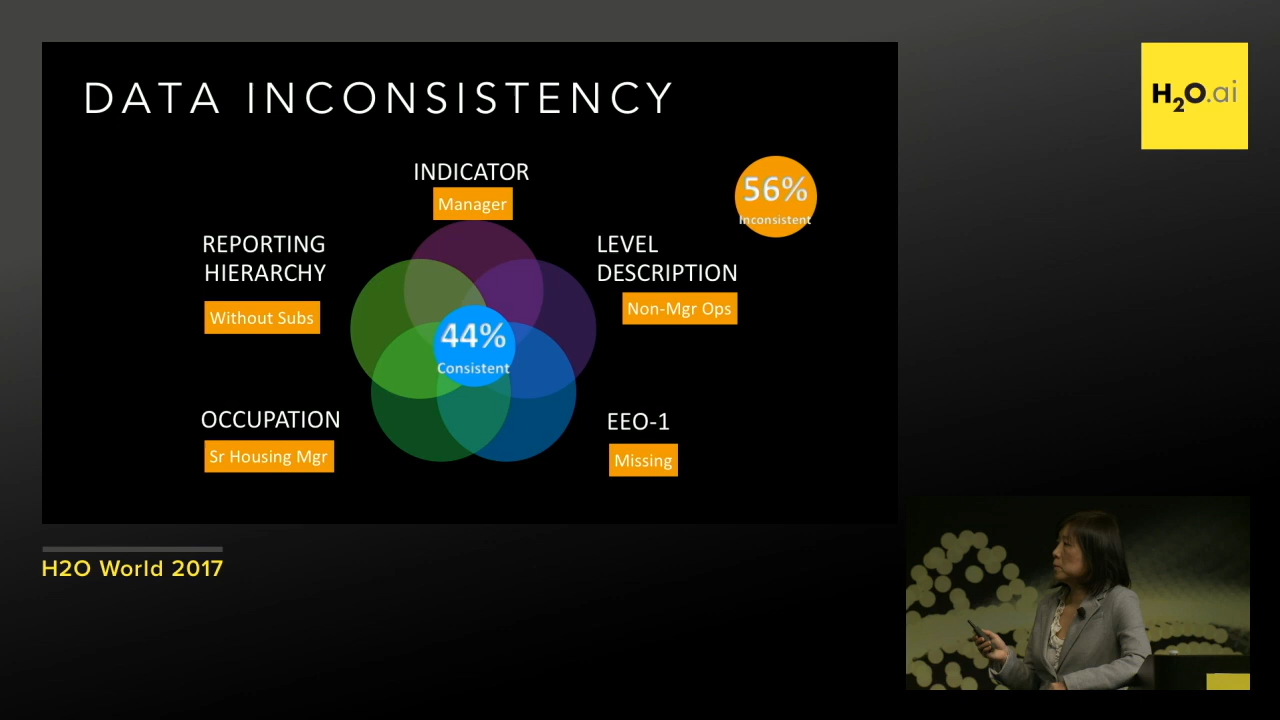 DATA INCONSISTENCY
H2O.ai
INDICATOR
Manager
56%
Inconsistent
REPORTING
HIERARCHY
Without Subs
LEVEL
DESCRIPTION
Non-Mgr Ops
44%
Consistent
OCCUPATION
Sr Housing Mgr
EEO-1
Missing
H2O World 2017